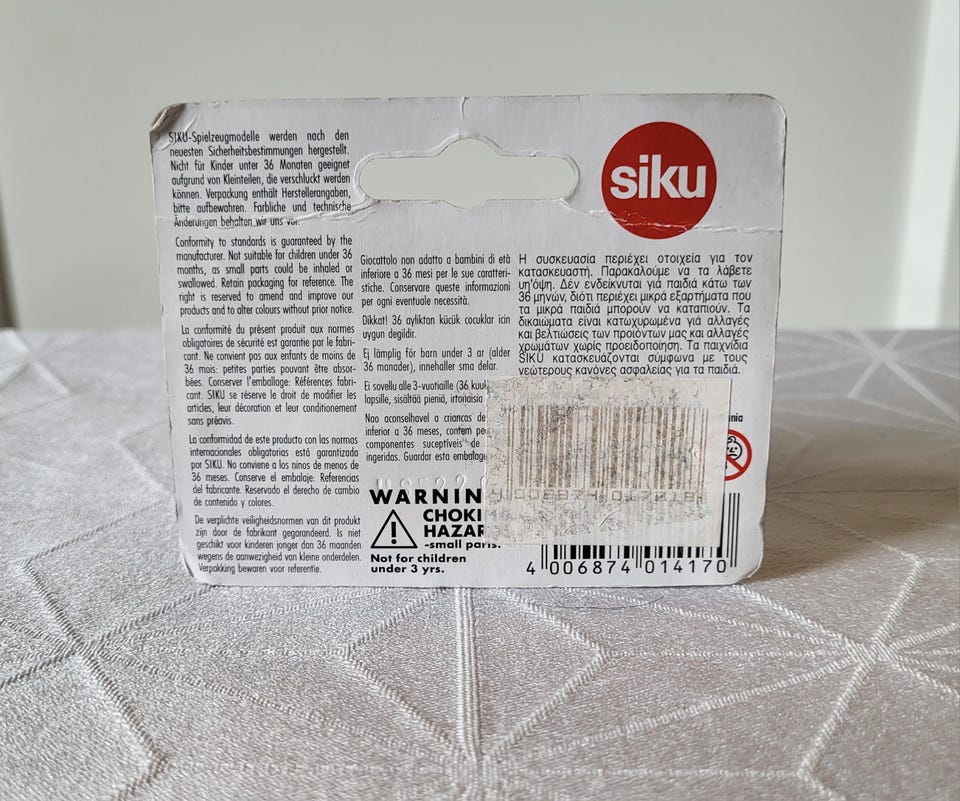 SIKU-Spielzeugmodelle werden nach den
neuesten Sicherheitsbestimmungen hergestellt.
Nicht für Kinder unter 36 Monaten geeignet
aufgrund von Kleinteilen, die verschluckt werden
können. Verpackung enthält Herstellerangaben,
bitte aufbewahren. Farbliche und technische
Änderungen behalten wir uns vor.
Conformity to standards is guaranteed by the
manufacturer. Not suitable for children under 36
months, as small parts could be inhaled or
swallowed. Retain packaging for reference. The
right is reserved to amend and improve our
products and to alter colours without prior notice.
La conformité du présent produit aux normes
obligatoires de sécurité est garantie par le fabri-
cant. Ne convient pas aux enfants de moins de
36 mois: petites parties pouvant être absor-
bées. Conserver l'emballage: Références fabri-
cant. SIKU se réserve le droit de modifier les
articles, leur décoration et leur conditionnement
sans préavis.
La conformidad de este producto con las normas
internacionales obligatorias está garantizada
por SIKU. No conviene a los ninos de menos de
36 meses. Conserve el embalaje: Referencias
del fabricante. Reservado el derecho de cambio
de contenido y colores.
De verplichte veiligheidsnormen van dit produkt
zijn door de fabrikant gegarandeerd. Is niet
geschikt voor kinderen jonger dan 36 maanden
wegens de aanwezigheid van kleine onderdelen.
Verpakking bewaren voor referentie.
Giocattolo non adatto a bambini di età
inferiore a 36 mesi per le sue caratteri-
stiche. Conservare queste informazioni
per ogni eventuale necessità.
Dikkat! 36 ayliktan kücük cocuklar icin
uygun degildir.
Ej lämplig för barn under 3 ar (alder
36 manader), innehaller sma delar.
Ei sovellu alle 3-vuotiaille (36 kuuk
lapsille, sisältää pieniä, irtonaisia
Nao aconselhavel a criancas de
inferior a 36 meses, contem pe
componentes suceptiveis de
ingeridas. Guardar esta embalage
WARNIN
CHOKI
HAZAR
-small parts.
Not for children
under 3 yrs.
siku
Η συσκευασία περιέχει οτοιχεία για τον
κατασκευαστή. Παρακαλούμε να τα λάβετε
υη'όψη. Δέν ενδείκνυται γιά παιδιά κάτω των
36 μηνών, διότι περιέχει μικρά εξαρτήματα που
τα μικρά παιδιά μπορούν να καταπιούν. Τα
δικαιώματα είναι κατωχυρωμένα γιά αλλαγές
και βελτιώσεις των προϊόντων μας και αλλαγές
χρωμάτων χωρίς προειδοποίηση. Τα παιχνίδια
SIKU κατασκευάζονται σύμφωνα με τους
νεώτερους κανόνες ασφαλείας για τα παιδιά.
4 006874 014170